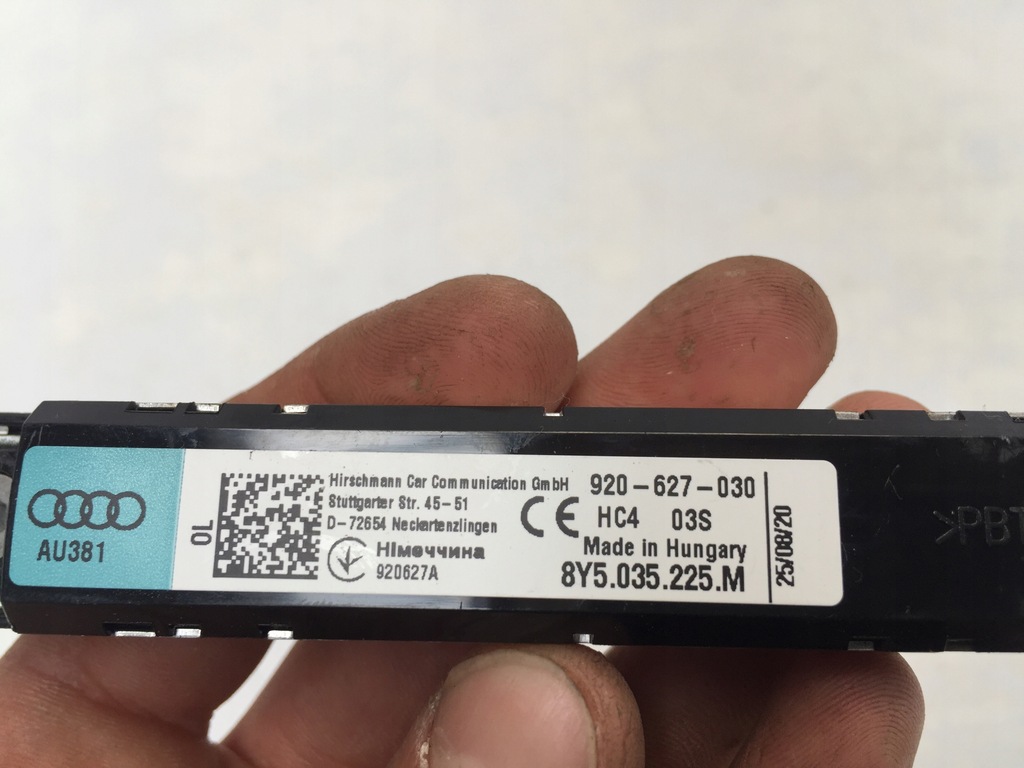 AU381
OL
Hirschmann Car Communication GmbH
Stuttgarter Str. 45-51
D-72654 Neckartenzlingen
Німеччина
920627A
CE
920-627-030
HC4 03S
Made in Hungary
8Y5.035.225.M
25/08/20
>PBT